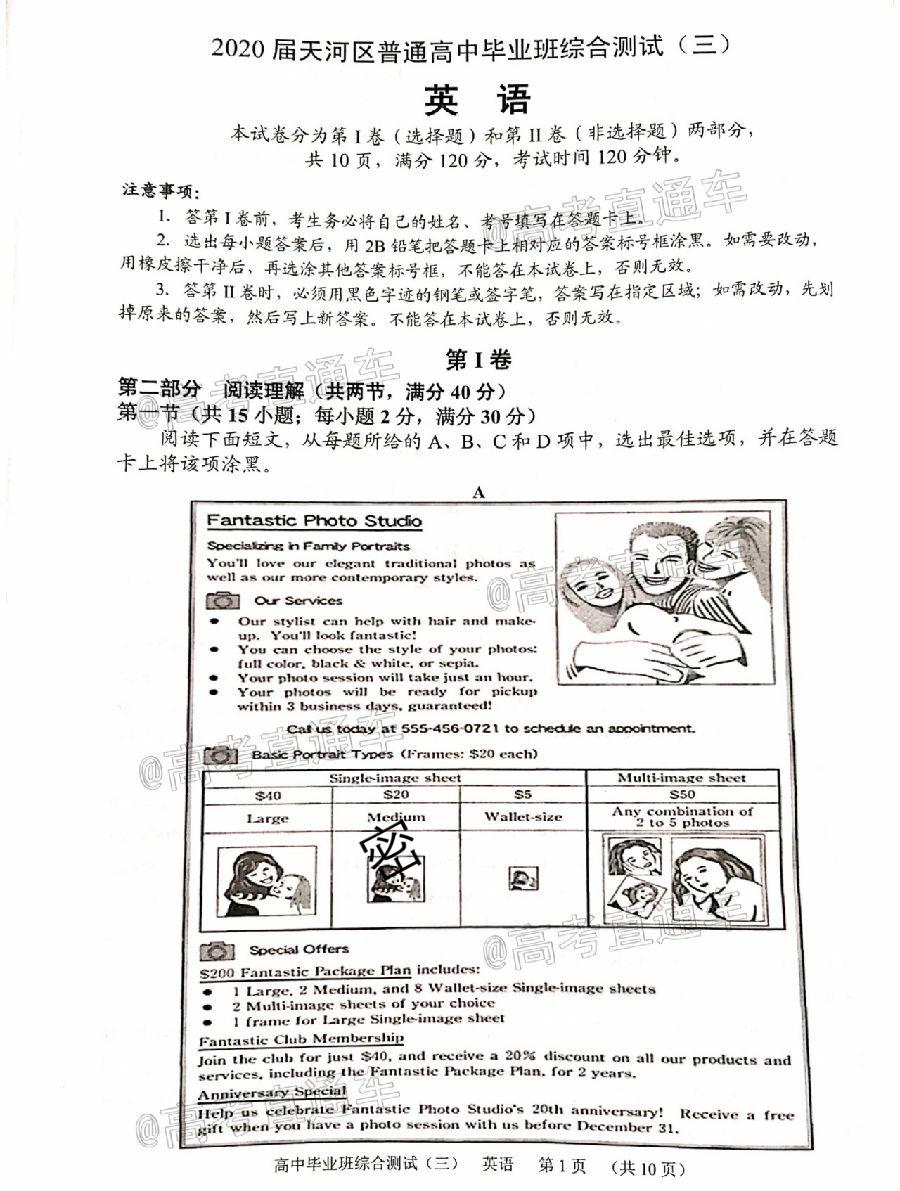 2020 届天河区普通高中毕业班综合测试（三）
英 语
本试卷分为第 I 卷（选择题）和第 II 卷（非选择题）两部分，
共 10 页，满分 120 分，考试时间 120 分钟。
注意事项：
1. 答第 I 卷前，考生务必将自己的姓名、考号填写在答题卡上。
2. 选出每小题答案后，用 2B 铅笔把答题卡上相对应的答案标号框涂黑。如需要改动，
用橡皮擦干净后，再选涂其他答案标号框，不能答在本试卷上，否则无效。
3. 答第 II 卷时，必须用黑色字迹的钢笔或签字笔，答案写在指定区域；如需改动，先划
掉原来的答案，然后写上新答案。不能答在本试卷上，否则无效。
@高考直通车
第 I 卷
第二部分 阅读理解（共两节，满分 40 分）
@高考直通车
第一节（共 15 小题；每小题 2 分，满分 30 分）
阅读下面短文，从每题所给的 A、B、C 和 D 项中，选出最佳选项，并在答题
卡上将该项涂黑。
A
Fantastic Photo Studio
Specializing in Family Portraits
You'll love our elegant traditional photos as
well as our more contemporary styles.
@高考直通车
Our Services
• Our stylist can help with hair and make-
up. You'll look fantastic!
• You can choose the style of your photos:
full color, black & white, or sepia.
• Your photo session will take just an hour.
• Your photos will be ready for pickup
within 3 business days, guaranteed!
Call us today at 555-456-0721 to schedule an appointment.
@高考直通车
Basic Portrait Types (Frames: $20 each)
Single-image sheet Multi-image sheet
$40 $20 $5 $50
Large Medium Wallet-size Any combination of
2 to 5 photos
密
@高考直通车
Special Offers
$200 Fantastic Package Plan includes:
• 1 Large, 2 Medium, and 8 Wallet-size Single-image sheets
• 2 Multi-image sheets of your choice
• 1 frame for Large Single-image sheet
Fantastic Club Membership
Join the club for just $40, and receive a 20% discount on all our products and
services, including the Fantastic Package Plan, for 2 years.
Anniversary Special
@高考直通车
Help us celebrate Fantastic Photo Studio's 20th anniversary! Receive a free
gift when you have a photo session with us before December 31.
高中毕业班综合测试（三） 英语 第 1 页 （共 10 页）